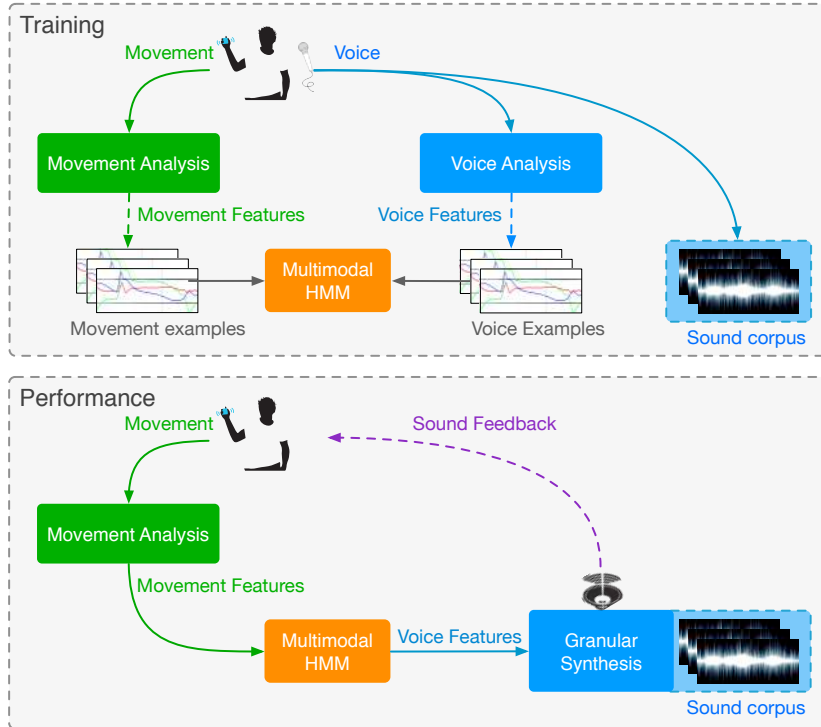 Training
Movement
Voice
Movement Analysis
Voice Analysis
Movement Features
Voice Features
Multimodal
HMM
Movement examples
Voice Examples
Sound corpus
Performance
Movement
Sound Feedback
Movement Analysis
Movement Features
Multimodal
HMM
Voice Features
Granular
Synthesis
Sound corpus